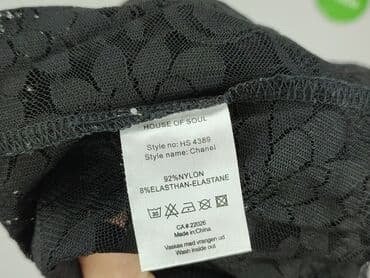 HOUSE OF SOUL
Style no: HS 4389
Style name: Chanel
92%NYLON
8%ELASTHAN-ELASTANE
CA# 22026
Made in:China
Vaskes med vrangen ud
Wash inside out